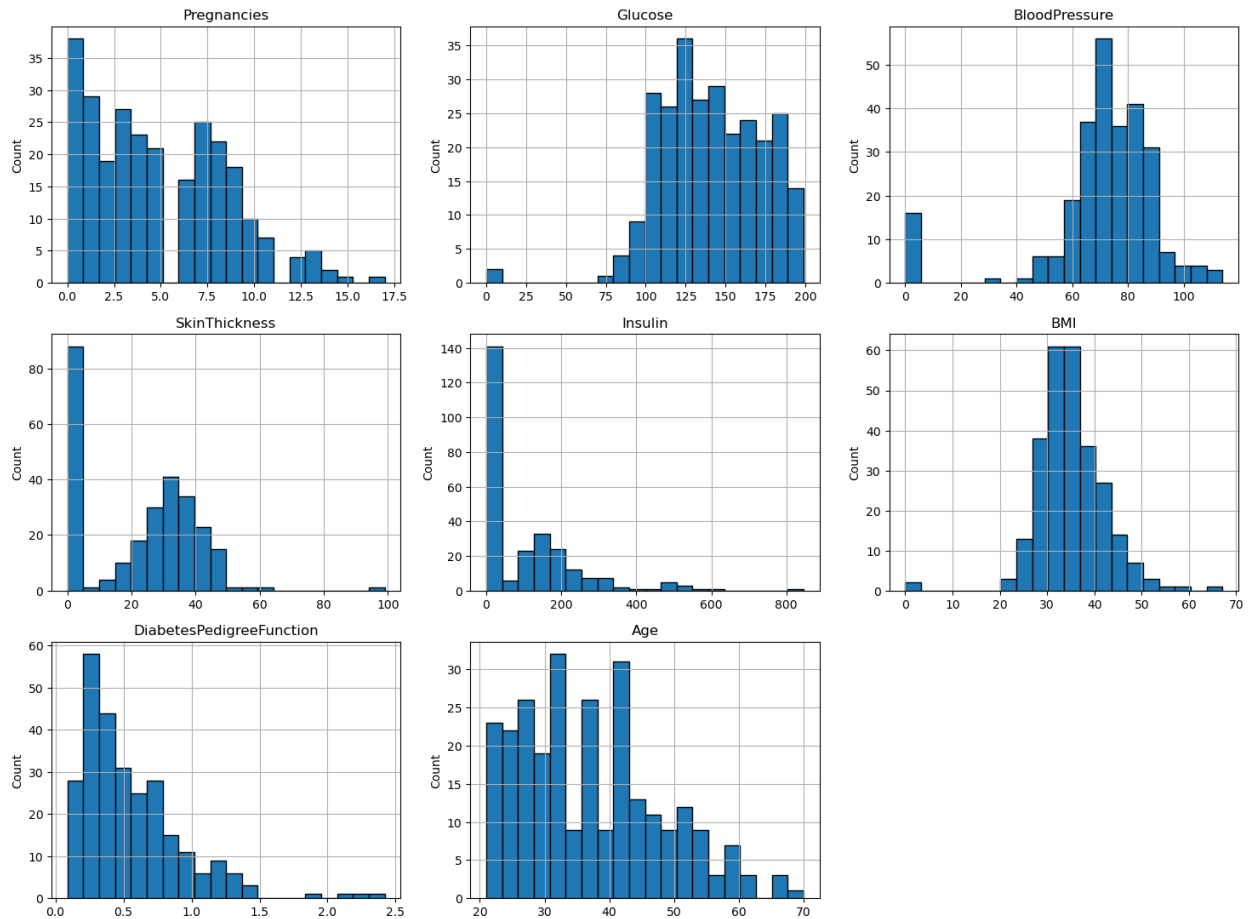 Pregnancies
Count
35
30
25
20
15
10
5
0
0.0 2.5 5.0 7.5 10.0 12.5 15.0 17.5
Glucose
Count
35
30
25
20
15
10
5
0
0 25 50 75 100 125 150 175 200
BloodPressure
Count
50
40
30
20
10
0
0 20 40 60 80 100
SkinThickness
Count
80
60
40
20
0
0 20 40 60 80 100
Insulin
Count
140
120
100
80
60
40
20
0
0 200 400 600 800
BMI
Count
60
50
40
30
20
10
0
0 10 20 30 40 50 60 70
DiabetesPedigreeFunction
Count
60
50
40
30
20
10
0
0.0 0.5 1.0 1.5 2.0 2.5
Age
Count
30
25
20
15
10
5
0
20 30 40 50 60 70